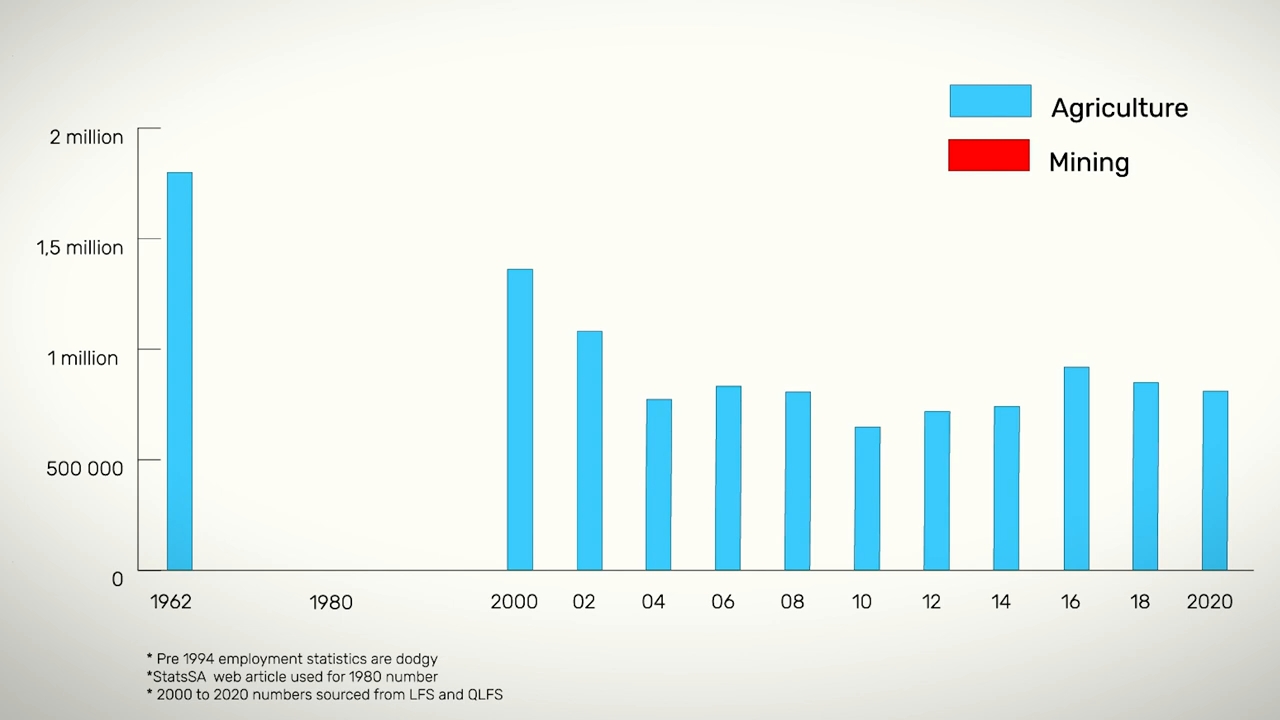 Agriculture
Mining
2 million
1,5 million
1 million
500 000
0
1962 1980 2000 02 04 06 08 10 12 14 16 18 2020
* Pre 1994 employment statistics are dodgy
*StatsSA web article used for 1980 number
* 2000 to 2020 numbers sourced from LFS and QLFS